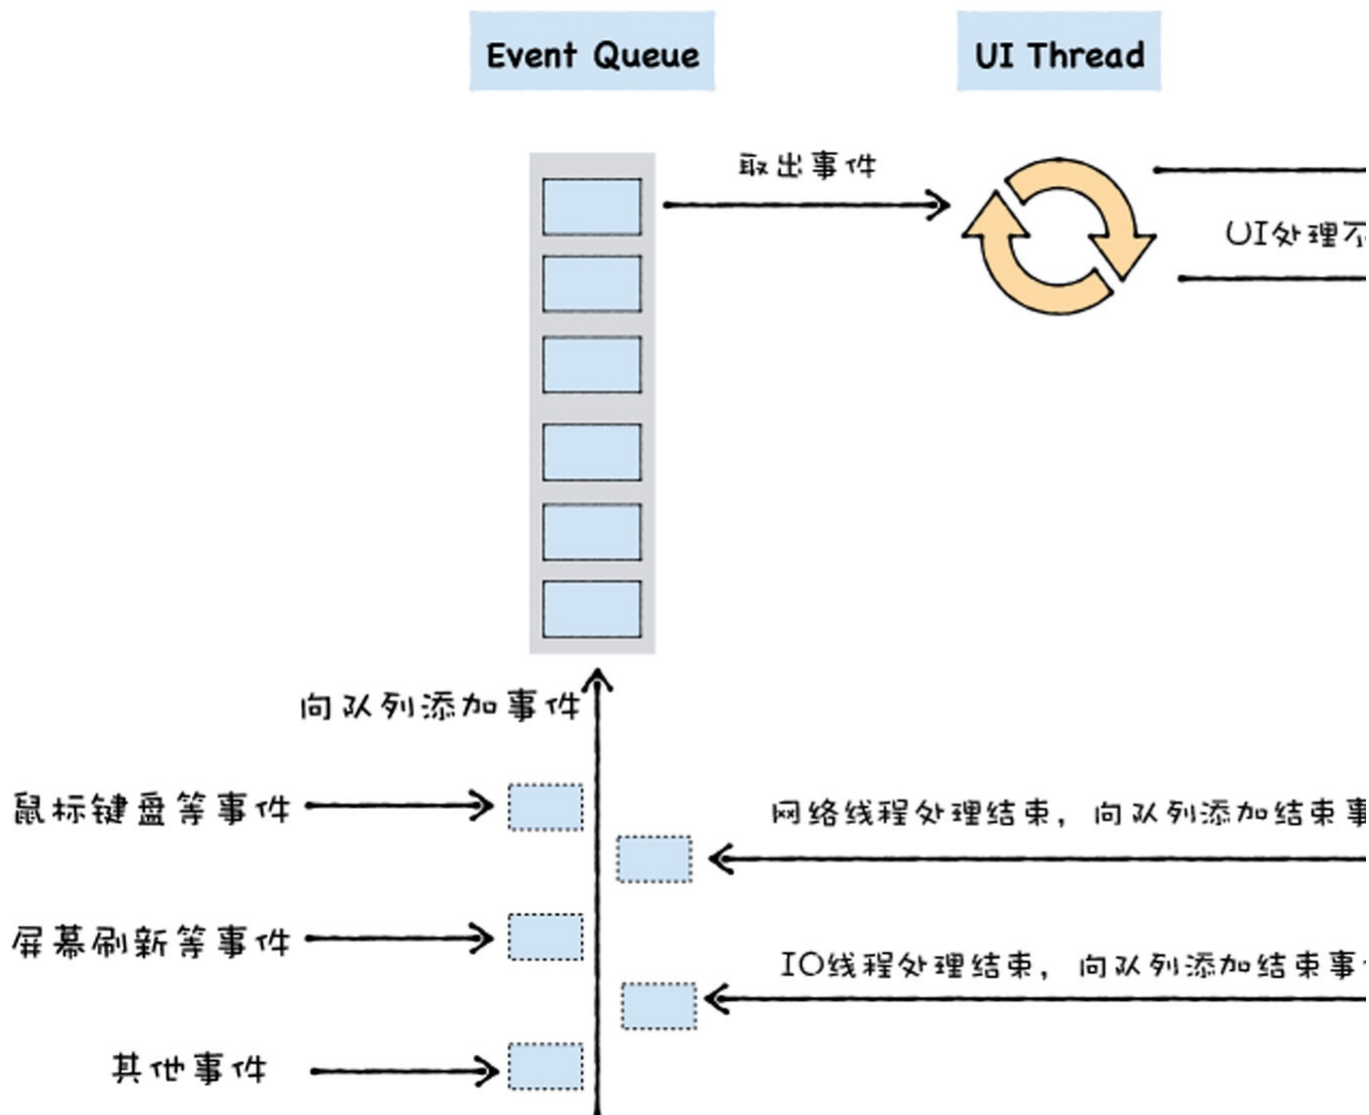 Event Queue
UI Thread
取出事件
UI处理不
向队列添加事件
鼠标键盘等事件
网络线程处理结束，向队列添加结束事
屏幕刷新等事件
IO线程处理结束，向队列添加结束事
其他事件